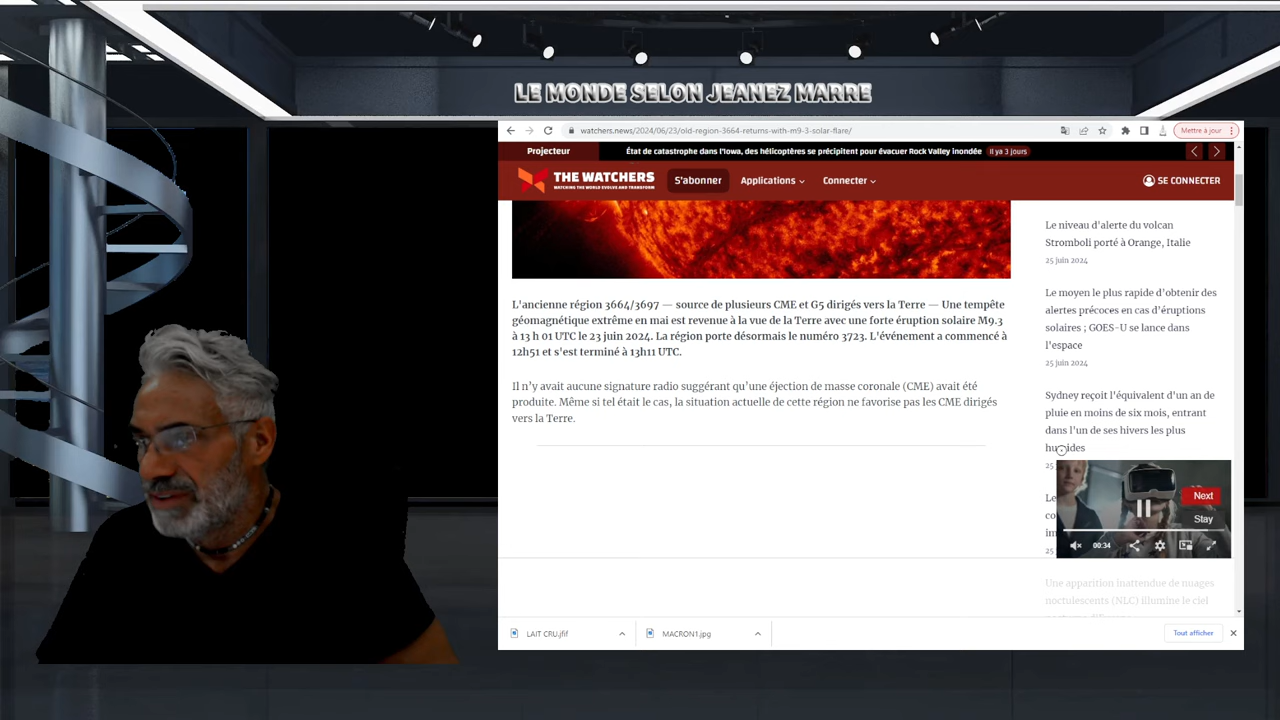 LE MONDE SELON JEANEZ MARRE
watchers.news/2024/06/23/old-region-3664-returns-with-m9-3-solar-flare/
Mettre à jour
Projecteur
État de catastrophe dans l'Iowa, des hélicoptères se précipitent pour évacuer Rock Valley inondée
Il y a 3 jours
THE WATCHERS
WATCHING THE WORLD EVOLVE AND TRANSFORM
S'abonner
Applications
Connecter
SE CONNECTER
L'ancienne région 3664/3697 — source de plusieurs CME et G5 dirigés vers la Terre — Une tempête
géomagnétique extrême en mai est revenue à la vue de la Terre avec une forte éruption solaire M9.3
à 13 h 01 UTC le 23 juin 2024. La région porte désormais le numéro 3723. L'événement a commencé à
12h51 et s'est terminé à 13h11 UTC.
Il n'y avait aucune signature radio suggérant qu'une éjection de masse coronale (CME) avait été
produite. Même si tel était le cas, la situation actuelle de cette région ne favorise pas les CME dirigés
vers la Terre.
Le niveau d'alerte du volcan
Stromboli porté à Orange, Italie
25 juin 2024
Le moyen le plus rapide d'obtenir des
alertes précoces en cas d'éruptions
solaires ; GOES-U se lance dans
l'espace
25 juin 2024
Sydney reçoit l'équivalent d'un an de
pluie en moins de six mois, entrant
dans l'un de ses hivers les plus
humides
25
Le
co
im
25
Next
Stay
00:34
Une apparition inattendue de nuages
noctulescents (NLC) illumine le ciel
LAIT CRU.jfif
MACRON1.jpg
Tout afficher